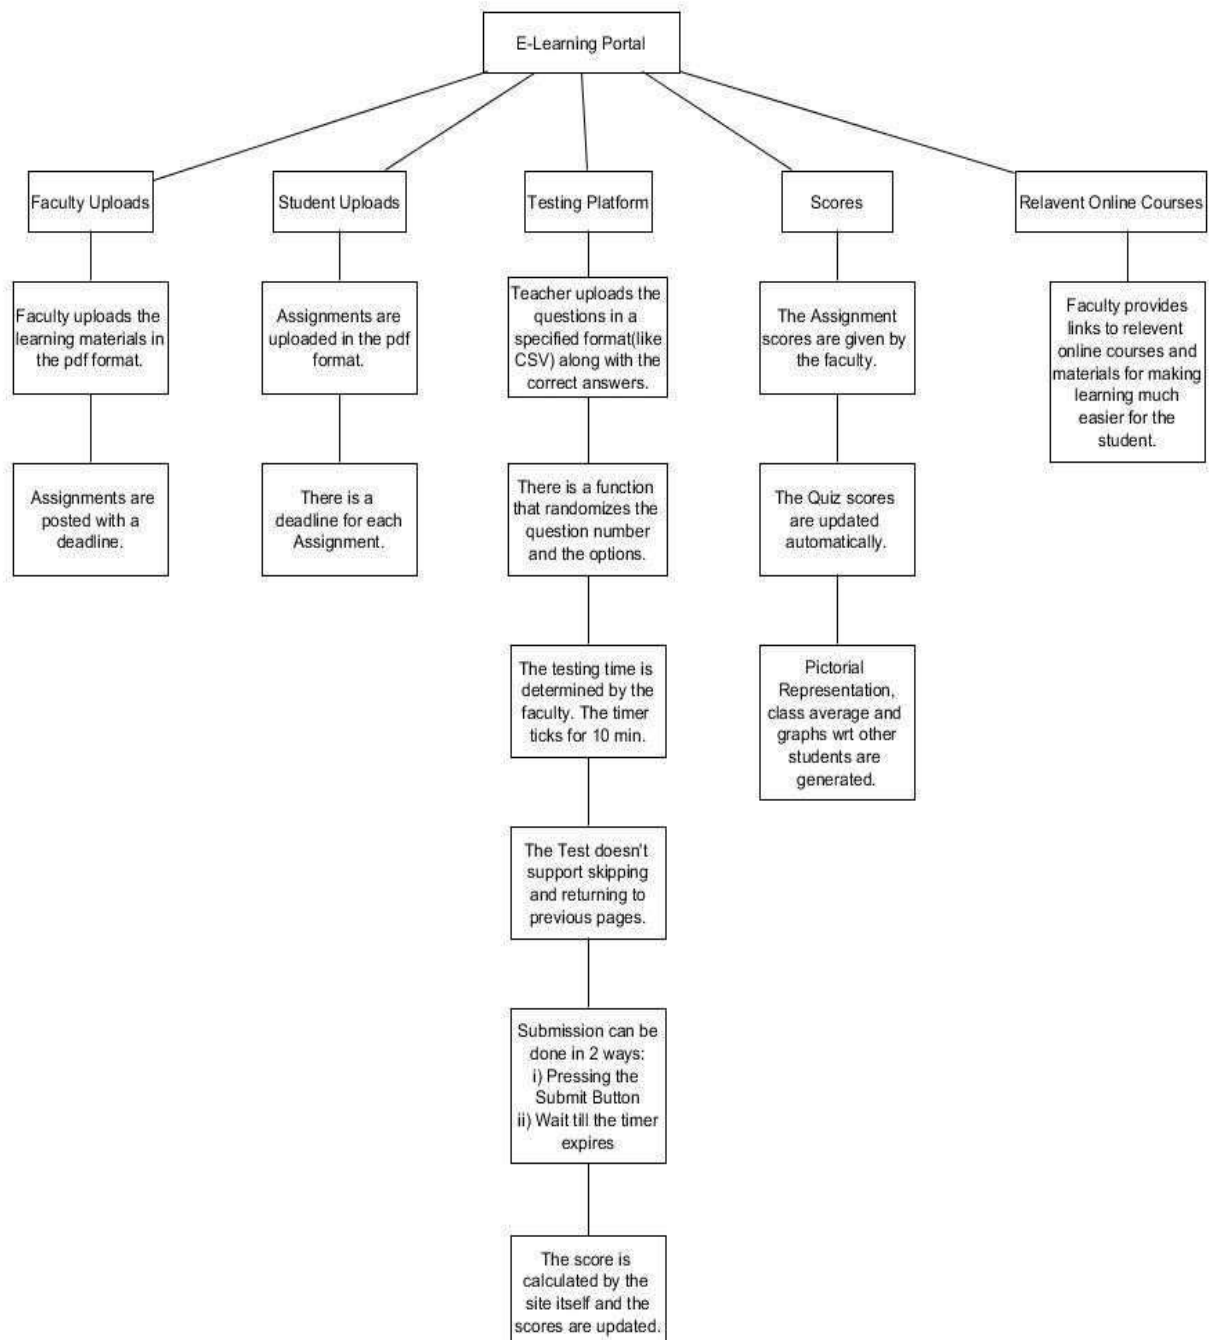 E-Learning Portal
Faculty Uploads
Student Uploads
Testing Platform
Scores
Relavent Online Courses
Faculty uploads the
learning materials in
the pdf format.
Assignments are
posted with a
deadline.
Assignments are
uploaded in the pdf
format.
There is a
deadline for each
Assignment.
Teacher uploads the
questions in a
specified format(like
CSV) along with the
correct answers.
There is a function
that randomizes the
question number
and the options.
The testing time is
determined by the
faculty. The timer
ticks for 10 min.
The Test doesn't
support skipping
and returning to
previous pages.
Submission can be
done in 2 ways:
i) Pressing the
Submit Button
ii) Wait till the timer
expires
The score is
calculated by the
site itself and the
scores are updated.
The Assignment
scores are given by
the faculty.
The Quiz scores
are updated
automatically.
Pictorial
Representation,
class average and
graphs wrt other
students are
generated.
Faculty provides
links to relevent
online courses and
materials for making
learning much
easier for the
student.